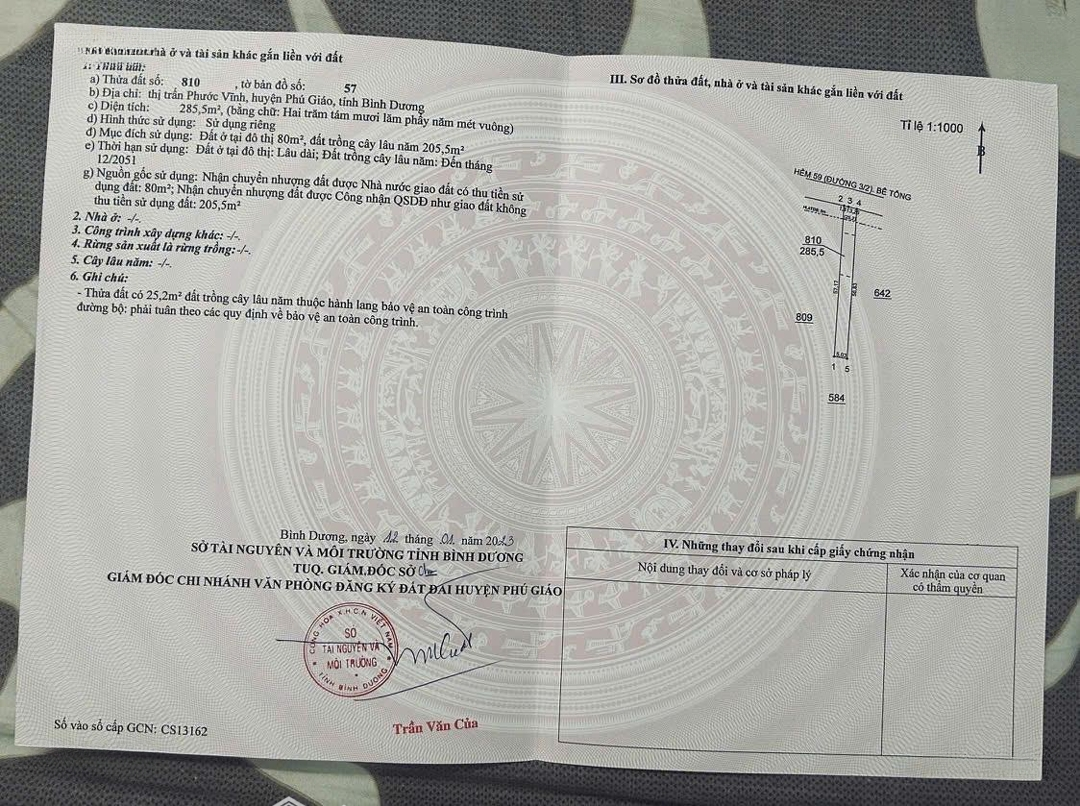 nhà ở và tài sản khác gắn liền với đất
a) Thửa đất số: 810 , tờ bản đồ số: 57
b) Địa chỉ: thị trấn Phước Vĩnh, huyện Phú Giáo, tỉnh Bình Dương
c) Diện tích: 285,5m², (bằng chữ: Hai trăm tám mươi lăm phẩy năm mét vuông)
d) Hình thức sử dụng: Sử dụng riêng
đ) Mục đích sử dụng: Đất ở tại đô thị 80m², đất trồng cây lâu năm 205,5m²
e) Thời hạn sử dụng: Đất ở tại đô thị: Lâu dài; Đất trồng cây lâu năm: Đến tháng
12/2051
g) Nguồn gốc sử dụng: Nhận chuyển nhượng đất được Nhà nước giao đất có thu tiền sử
dụng đất: 80m²; Nhận chuyển nhượng đất được Công nhận QSDĐ như giao đất không
thu tiền sử dụng đất: 205,5m²
2. Nhà ở: -/-.
3. Công trình xây dựng khác: -/-.
4. Rừng sản xuất là rừng trồng:-/-.
5. Cây lâu năm: -/-.
6. Ghi chú:
- Thửa đất có 25,2m² đất trồng cây lâu năm thuộc hành lang bảo vệ an toàn công trình
đường bộ: phải tuân theo các quy định về bảo vệ an toàn công trình.
Bình Dương, ngày 12 tháng 01 năm 2023
SỞ TÀI NGUYÊN VÀ MÔI TRƯỜNG TỈNH BÌNH DƯƠNG
TUQ. GIÁM ĐỐC SỞ
GIÁM ĐỐC CHI NHÁNH VĂN PHÒNG ĐĂNG KÝ ĐẤT ĐAI HUYỆN PHÚ GIÁO
CỘNG HÒA X.H.C.N VIỆT NAM
SỞ
TÀI NGUYÊN VÀ
MÔI TRƯỜNG
TỈNH BÌNH DƯƠNG
Trần Văn Của
Số vào sổ cấp GCN: CS13162
III. Sơ đồ thửa đất, nhà ở và tài sản khác gắn liền với đất
Tỉ lệ 1:1000
B
HẺM 59 (ĐƯỜNG 3/2), BÊ TÔNG
2 3 4
810
285,5
57,17
642
809
1 5
584
IV. Những thay đổi sau khi cấp giấy chứng nhận
Nội dung thay đổi và cơ sở pháp lý
Xác nhận của cơ quan
có thẩm quyền